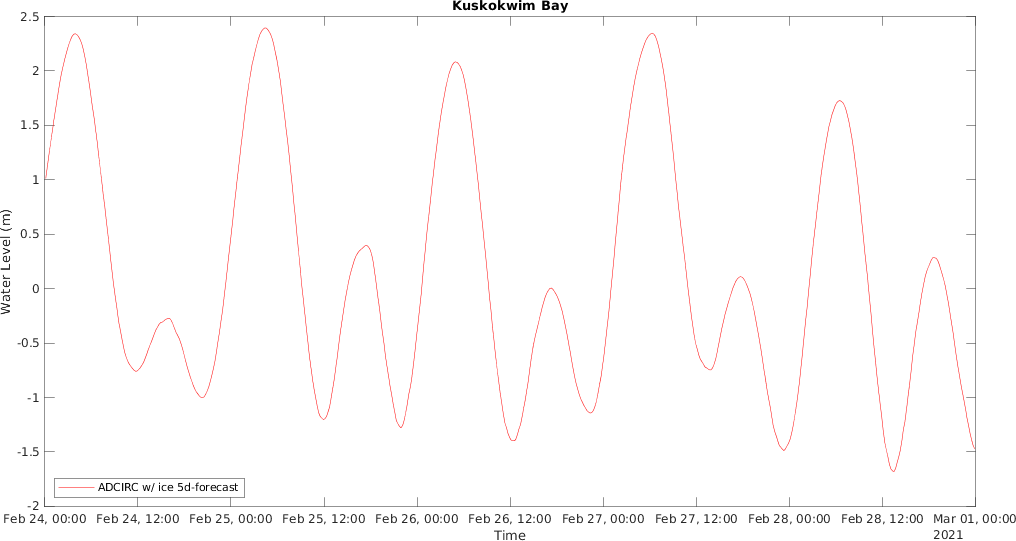 Kuskokwim Bay
2.5
2
1.5
1
0.5
0
-0.5
-1
-1.5
-2
Water Level (m)
ADCIRC w/ ice 5d-forecast
Feb 24, 00:00 Feb 24, 12:00 Feb 25, 00:00 Feb 25, 12:00 Feb 26, 00:00 Feb 26, 12:00 Feb 27, 00:00 Feb 27, 12:00 Feb 28, 00:00 Feb 28, 12:00 Mar 01, 00:00
Time
2021